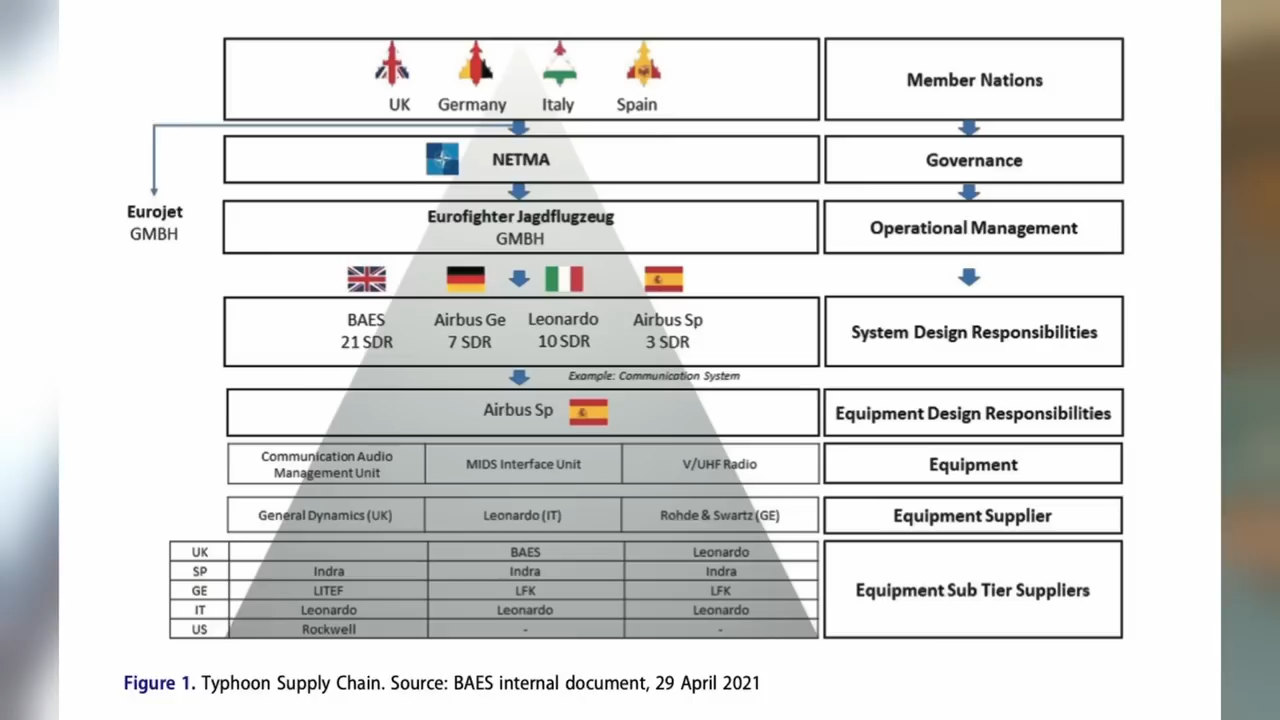 UK Germany Italy Spain
Member Nations
NETMA
Governance
Eurojet
GMBH
Eurofighter Jagdflugzeug
GMBH
Operational Management
BAES Airbus Ge Leonardo Airbus Sp
21 SDR 7 SDR 10 SDR 3 SDR
System Design Responsibilities
Example: Communication System
Airbus Sp
Equipment Design Responsibilities
Communication Audio
Management Unit
MIDS Interface Unit
V/UHF Radio
Equipment
General Dynamics (UK)
Leonardo (IT)
Rohde & Swartz (GE)
Equipment Supplier
UK BAES Leonardo
SP Indra Indra Indra
GE LITEF LFK LFK
IT Leonardo Leonardo Leonardo
US Rockwell - -
Equipment Sub Tier Suppliers
Figure 1. Typhoon Supply Chain. Source: BAES internal document, 29 April 2021